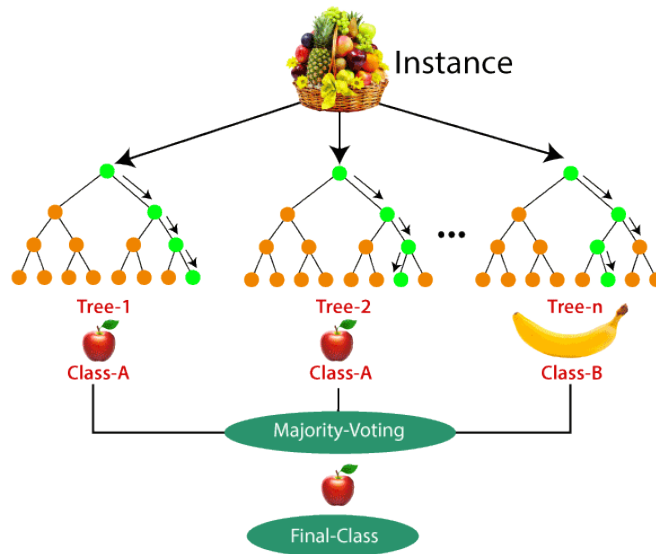 Instance
...
Tree-1
Tree-2
Tree-n
Class-A
Class-A
Class-B
Majority-Voting
Final-Class